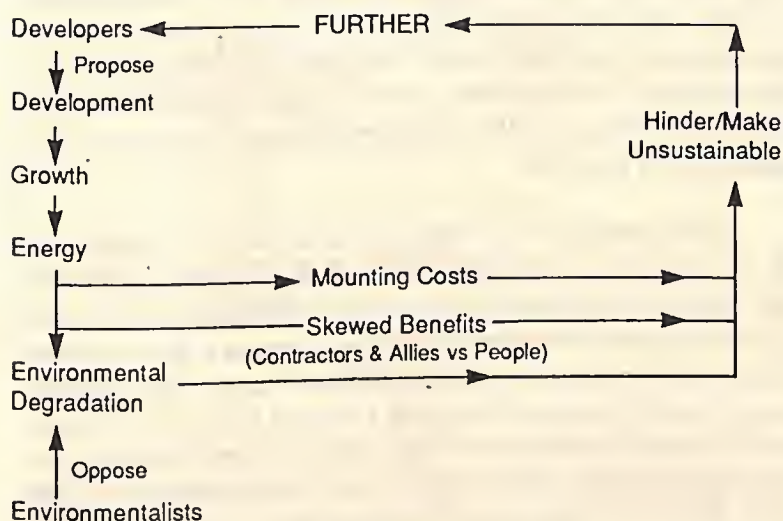 Developers
FURTHER
Propose
Development
Hinder/Make
Unsustainable
Growth
Energy
Mounting Costs
Skewed Benefits
(Contractors & Allies vs People)
Environmental
Degradation
Oppose
Environmentalists